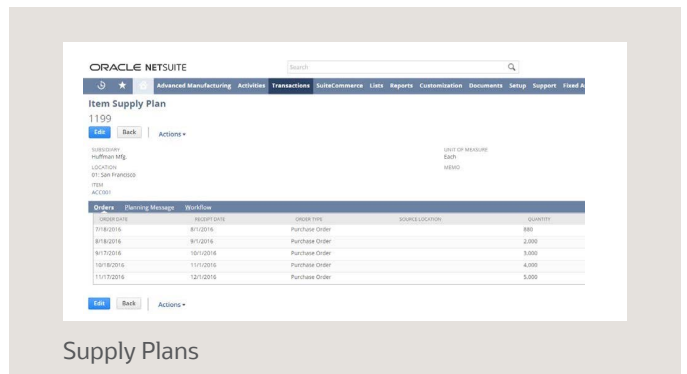 ORACLE NETSUITE Search
Advanced Manufacturing Activities Transactions SuiteCommerce Lists Reports Customization Documents Setup Support Fixed A
Item Supply Plan
1199
Edit Back Actions
SUBSIDIARY UNIT OF MEASURE
Huffman Mfg. Each
LOCATION MEMO
01: San Francisco
ITEM
ACC001
Orders Planning Message Workflow
ORDER DATE RECEIPT DATE ORDER TYPE SOURCE LOCATION QUANTITY
7/18/2016 8/1/2016 Purchase Order 880
8/18/2016 9/1/2016 Purchase Order 2,000
9/17/2016 10/1/2016 Purchase Order 3,000
10/18/2016 11/1/2016 Purchase Order 4,000
11/17/2016 12/1/2016 Purchase Order 5,000
Edit Back Actions
Supply Plans